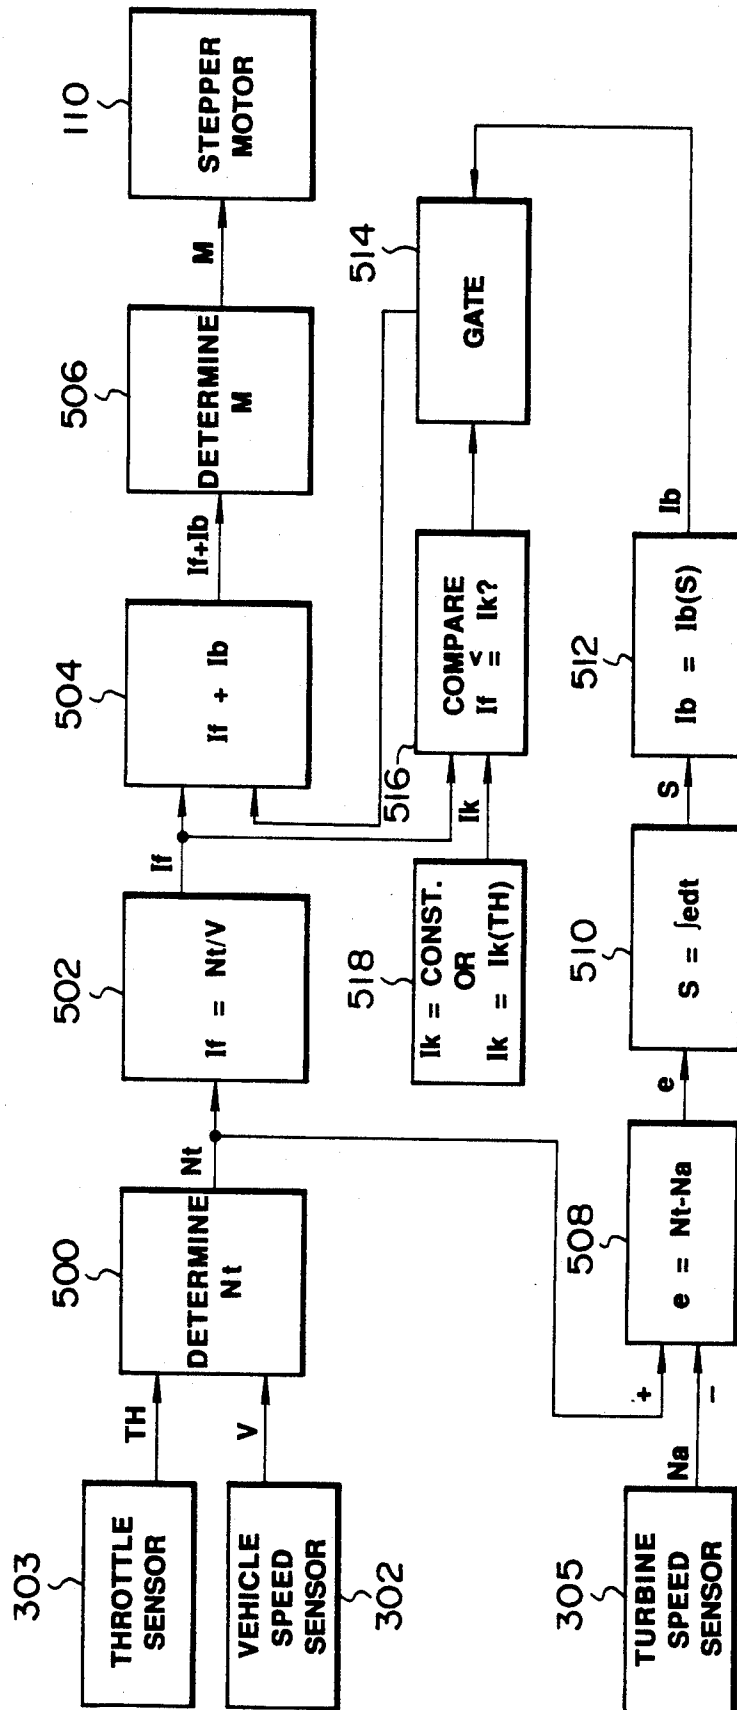 303
THROTTLE
SENSOR
TH
302
VEHICLE
SPEED
SENSOR
V
500
DETERMINE
Nt
Nt
502
If = Nt/V
If
504
If + Ib
If+Ib
506
DETERMINE
M
M
110
STEPPER
MOTOR
518
Ik = CONST.
OR
Ik = Ik(TH)
Ik
516
COMPARE
If ≦ Ik?
514
GATE
305
TURBINE
SPEED
SENSOR
Na
+
−
508
e = Nt-Na
e
510
S = ∫edt
S
512
Ib = Ib(S)
Ib